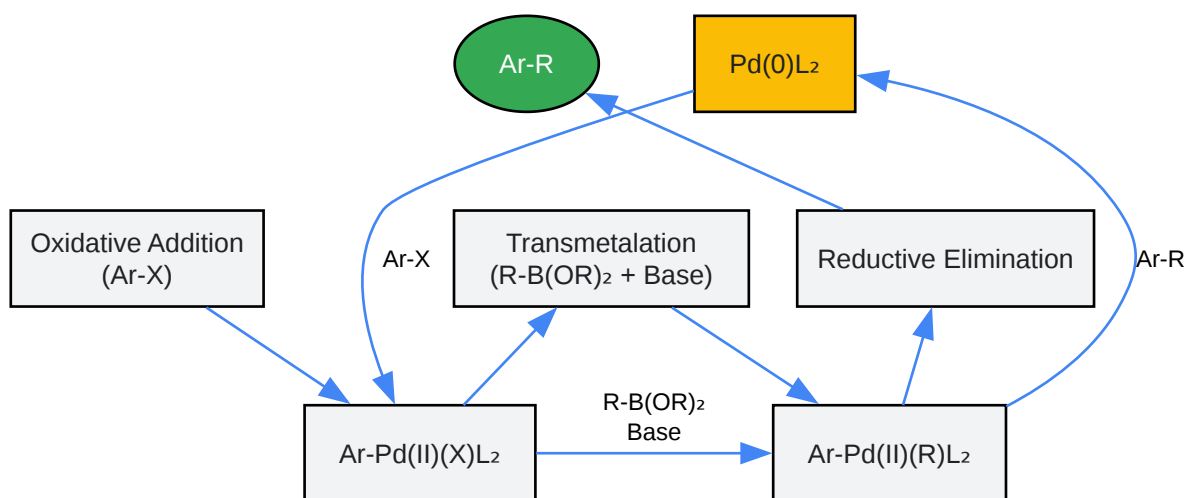 Ar-R
Pd(0)L₂
Oxidative Addition
(Ar-X)
Ar-X
Transmetalation
(R-B(OR)₂ + Base)
Reductive Elimination
Ar-R
R-B(OR)₂
Base
Ar-Pd(II)(X)L₂
Ar-Pd(II)(R)L₂